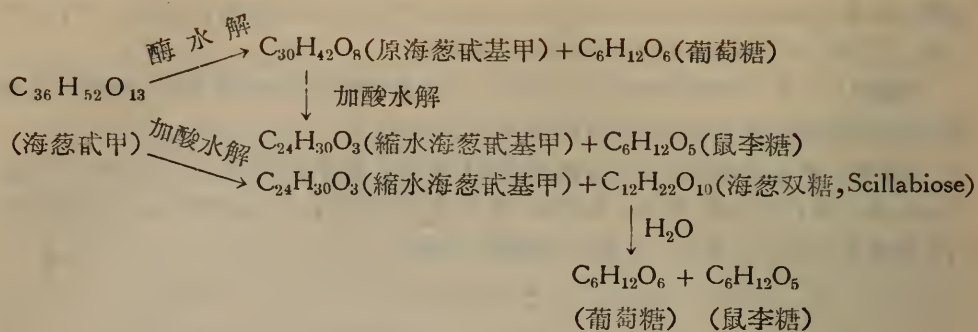 酶水解 C₃₀H₄₂O₈(原海葱甙基甲)+C₆H₁₂O₆(葡萄糖)
C₃₆H₅₂O₁₃
加酸水解
(海葱甙甲) 加酸水解 C₂₄H₃₀O₃(縮水海葱甙基甲)+C₆H₁₂O₅(鼠李糖)
C₂₄H₃₀O₃(縮水海葱甙基甲)+C₁₂H₂₂O₁₀(海葱双糖,Scillabiose)
H₂O
C₆H₁₂O₆ + C₆H₁₂O₅
(葡萄糖) (鼠李糖)